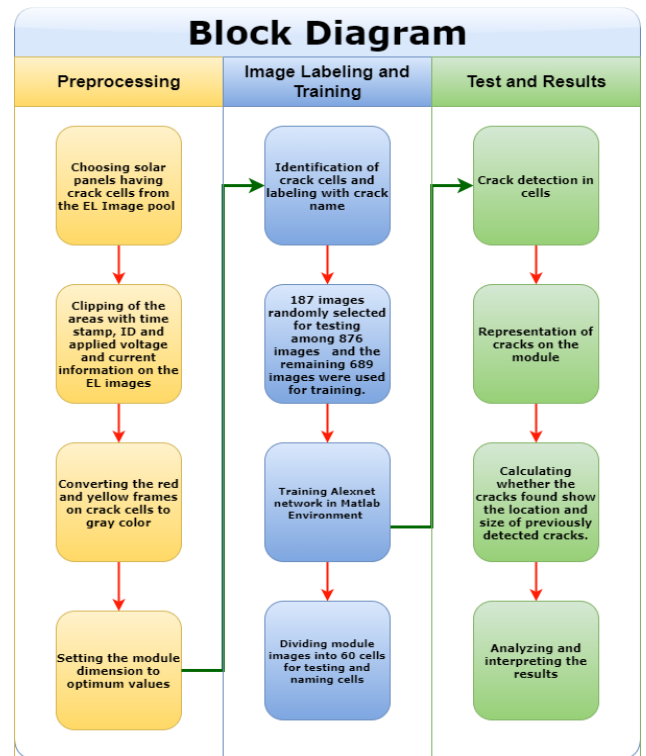 Block Diagram
Preprocessing
Image Labeling and
Training
Test and Results
Choosing solar
panels having
crack cells from
the EL Image pool
Clipping of the
areas with time
stamp, ID and
applied voltage
and current
information on the
EL images
Converting the red
and yellow frames
on crack cells to
gray color
Setting the module
dimension to
optimum values
Identification of
crack cells and
labeling with crack
name
187 images
randomly selected
for testing
among 876
images and the
remaining 689
images were used
for training.
Training Alexnet
network in Matlab
Environment
Dividing module
images into 60 cells
for testing and
naming cells
Crack detection in
cells
Representation of
cracks on the
module
Calculating
whether the
cracks found show
the location and
size of previously
detected cracks.
Analyzing and
interpreting the
results